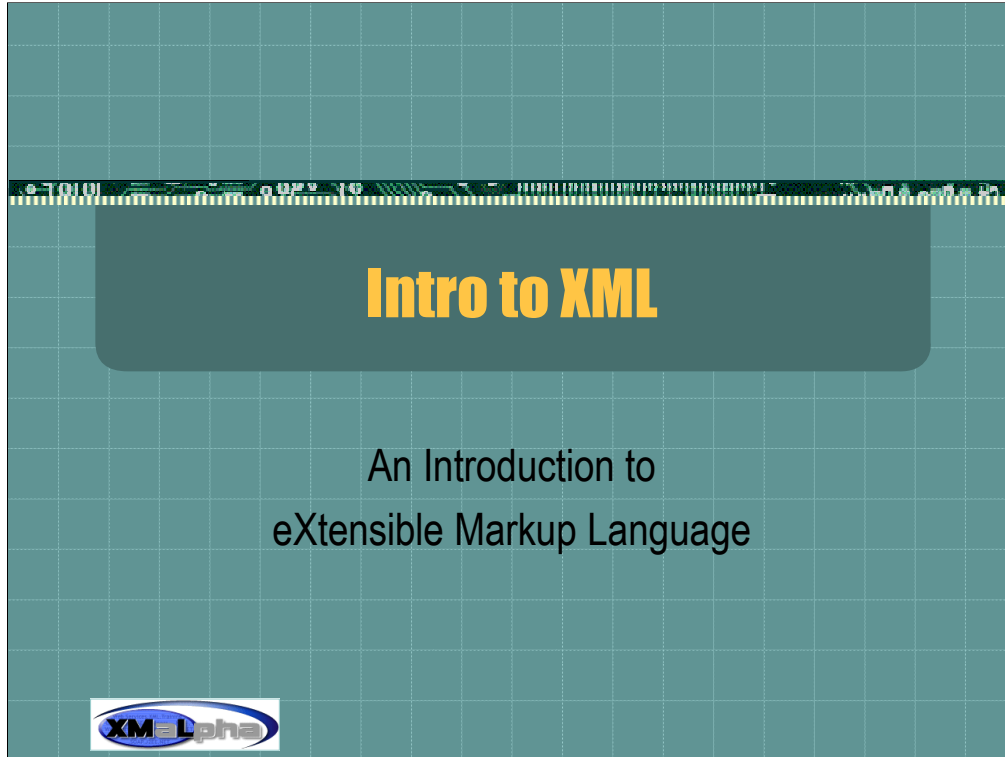 Intro to XML
An Introduction to
eXtensible Markup Language
XMaLpha